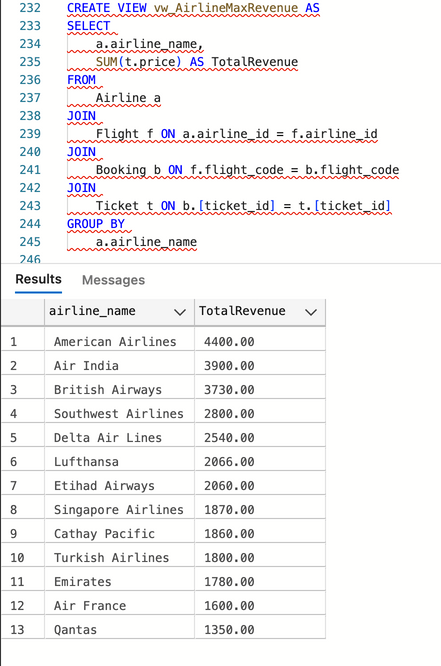 232 CREATE VIEW vw_AirlineMaxRevenue AS
233 SELECT
234 a.airline_name,
235 SUM(t.price) AS TotalRevenue
236 FROM
237 Airline a
238 JOIN
239 Flight f ON a.airline_id = f.airline_id
240 JOIN
241 Booking b ON f.flight_code = b.flight_code
242 JOIN
243 Ticket t ON b.[ticket_id] = t.[ticket_id]
244 GROUP BY
245 a.airline_name
246
Results Messages
airline_name TotalRevenue
1 American Airlines 4400.00
2 Air India 3900.00
3 British Airways 3730.00
4 Southwest Airlines 2800.00
5 Delta Air Lines 2540.00
6 Lufthansa 2066.00
7 Etihad Airways 2060.00
8 Singapore Airlines 1870.00
9 Cathay Pacific 1860.00
10 Turkish Airlines 1800.00
11 Emirates 1780.00
12 Air France 1600.00
13 Qantas 1350.00